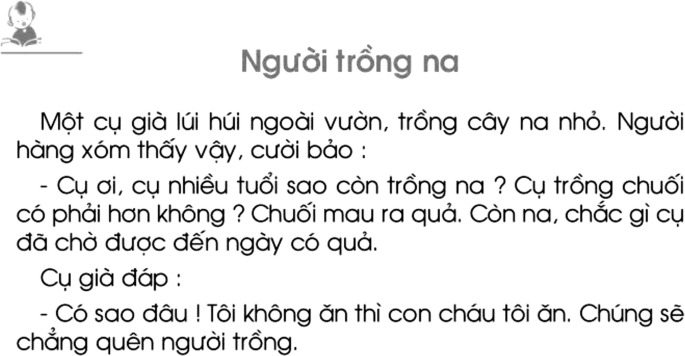 Người trồng na
Một cụ già lúi húi ngoài vườn, trồng cây na nhỏ. Người
hàng xóm thấy vậy, cười bảo :
- Cụ ơi, cụ nhiều tuổi sao còn trồng na ? Cụ trồng chuối
có phải hơn không ? Chuối mau ra quả. Còn na, chắc gì cụ
đã chờ được đến ngày có quả.
Cụ già đáp :
- Có sao đâu ! Tôi không ăn thì con cháu tôi ăn. Chúng sẽ
chẳng quên người trồng.